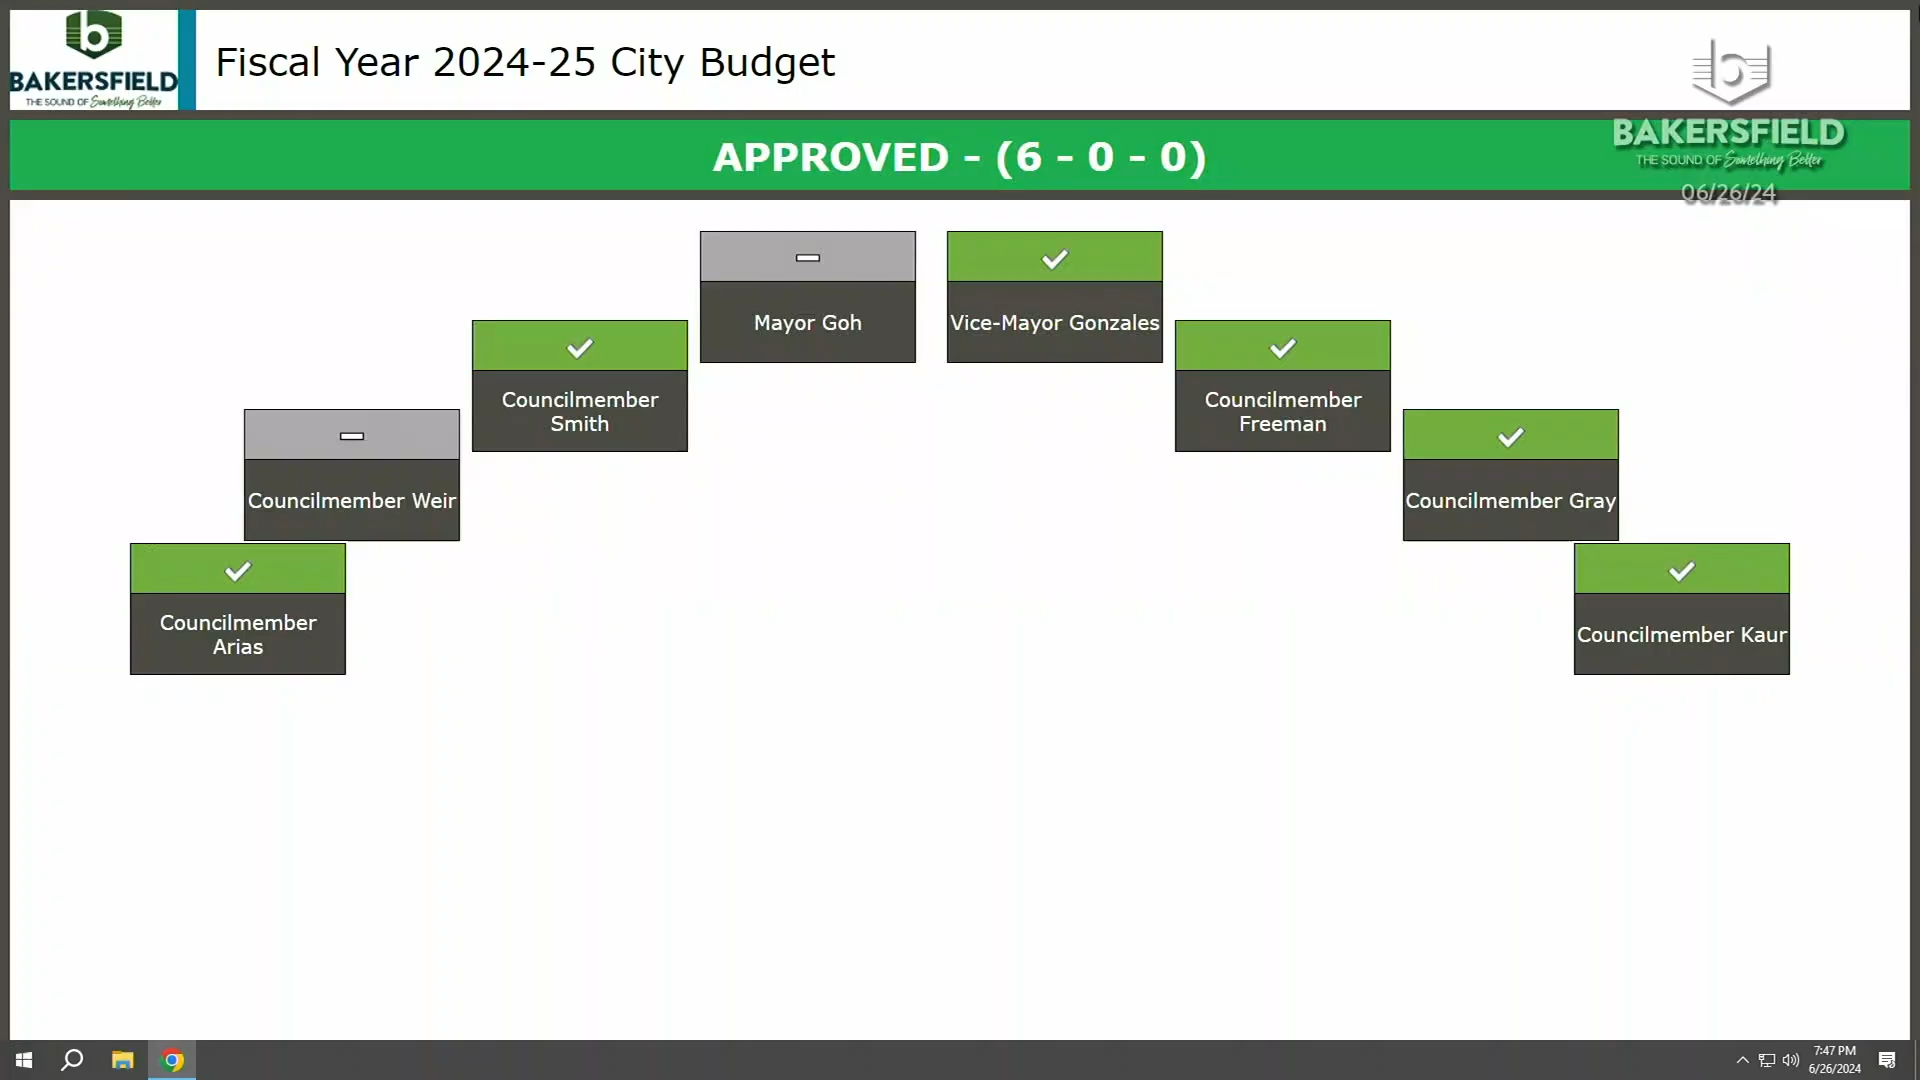 BAKERSFIELD
THE SOUND OF Something Better
Fiscal Year 2024-25 City Budget
BAKERSFIELD
THE SOUND OF Something Better
06/26/24
APPROVED - (6 - 0 - 0)
Mayor Goh
Vice-Mayor Gonzales
Councilmember
Smith
Councilmember
Freeman
Councilmember Weir
Councilmember Gray
Councilmember
Arias
Councilmember Kaur
7:47 PM
6/26/2024